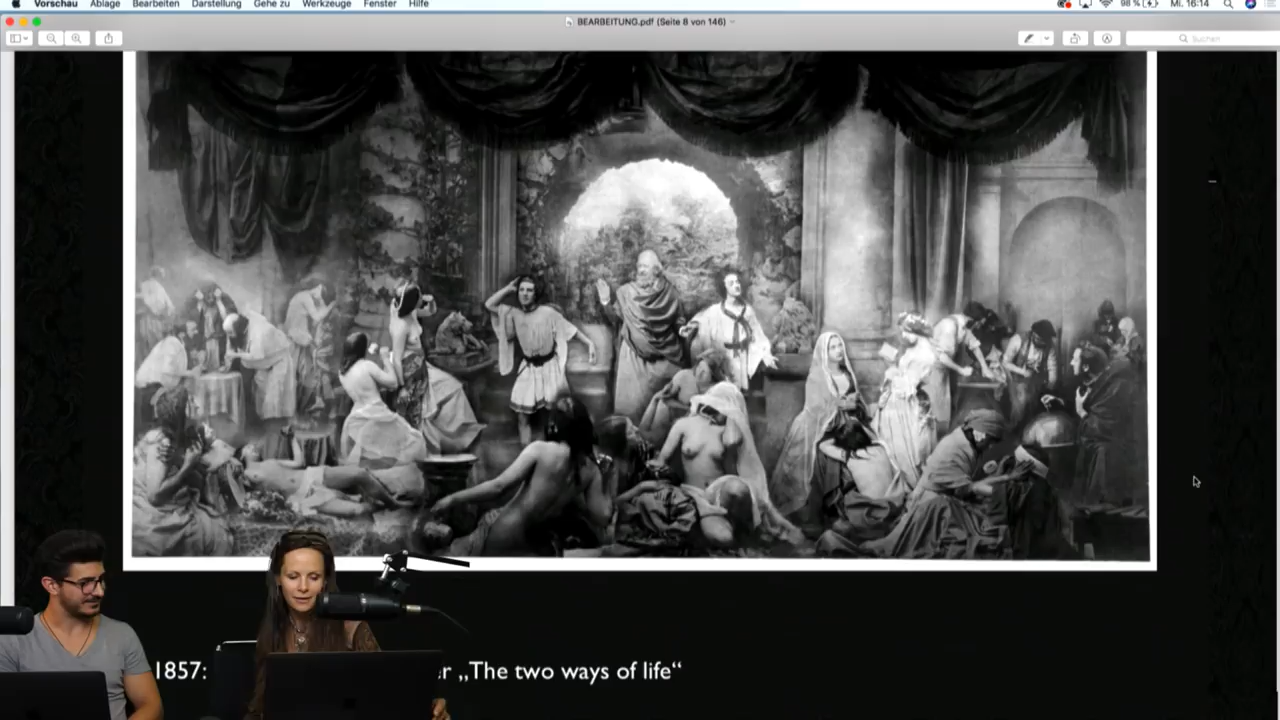 Vorschau Ablage Bearbeiten Darstellung Gehe zu Werkzeuge Fenster Hilfe 98 % Mi. 16:14
BEARBEITUNG.pdf (Seite 8 von 146)
Suchen
1857: r „The two ways of life“